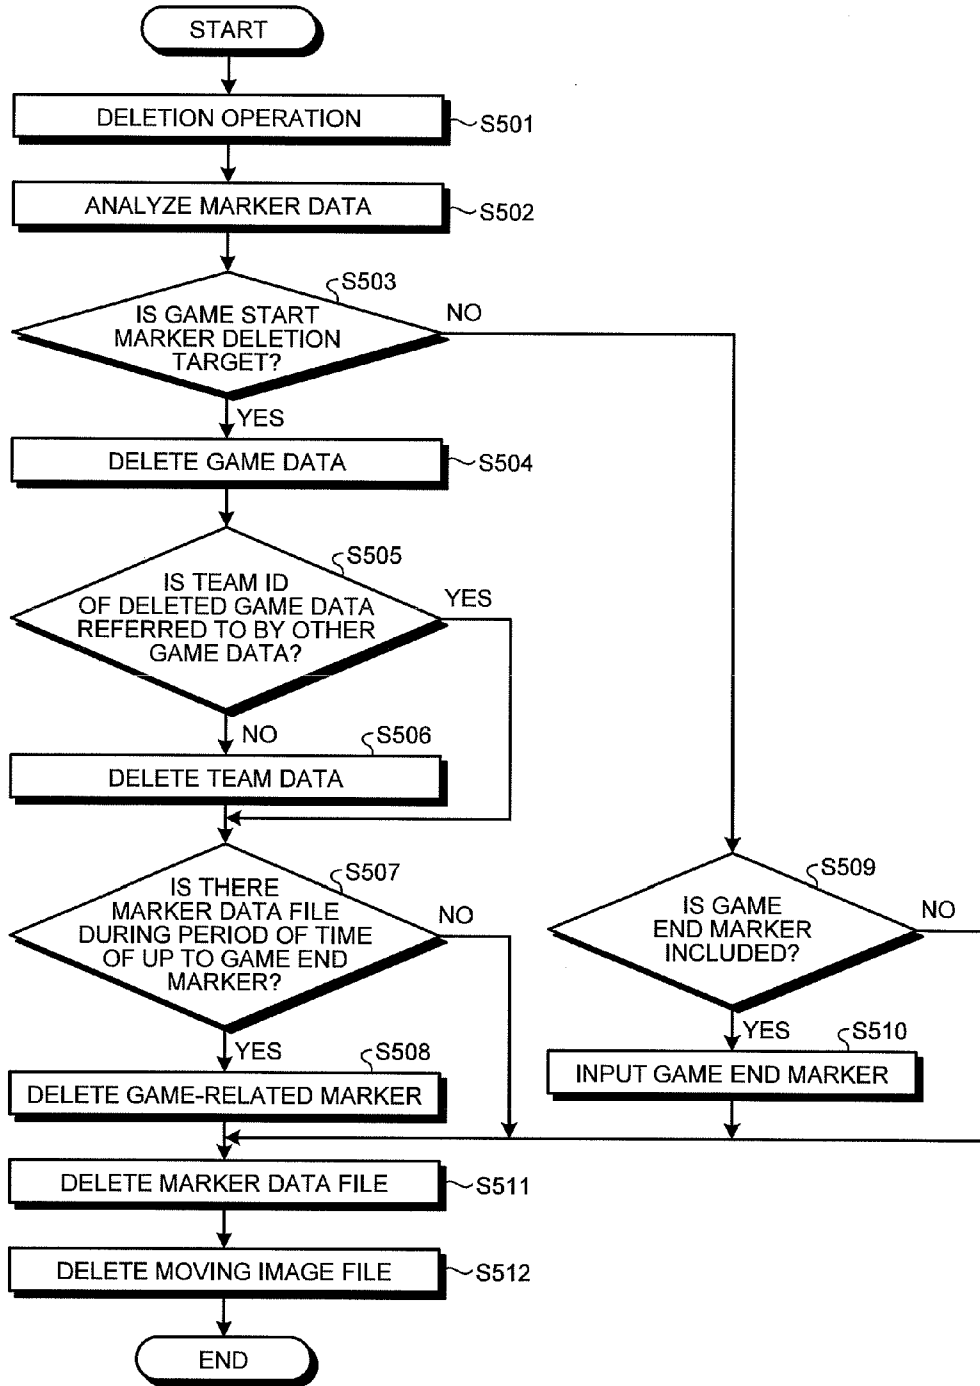 START
DELETION OPERATION
S501
ANALYZE MARKER DATA
S502
S503
IS GAME START
MARKER DELETION
TARGET?
NO
YES
DELETE GAME DATA
S504
S505
IS TEAM ID
OF DELETED GAME DATA
REFERRED TO BY OTHER
GAME DATA?
YES
NO
S506
DELETE TEAM DATA
S507
IS THERE
MARKER DATA FILE
DURING PERIOD OF TIME
OF UP TO GAME END
MARKER?
NO
YES
S508
DELETE GAME-RELATED MARKER
S509
IS GAME
END MARKER
INCLUDED?
NO
YES
S510
INPUT GAME END MARKER
DELETE MARKER DATA FILE
S511
DELETE MOVING IMAGE FILE
S512
END